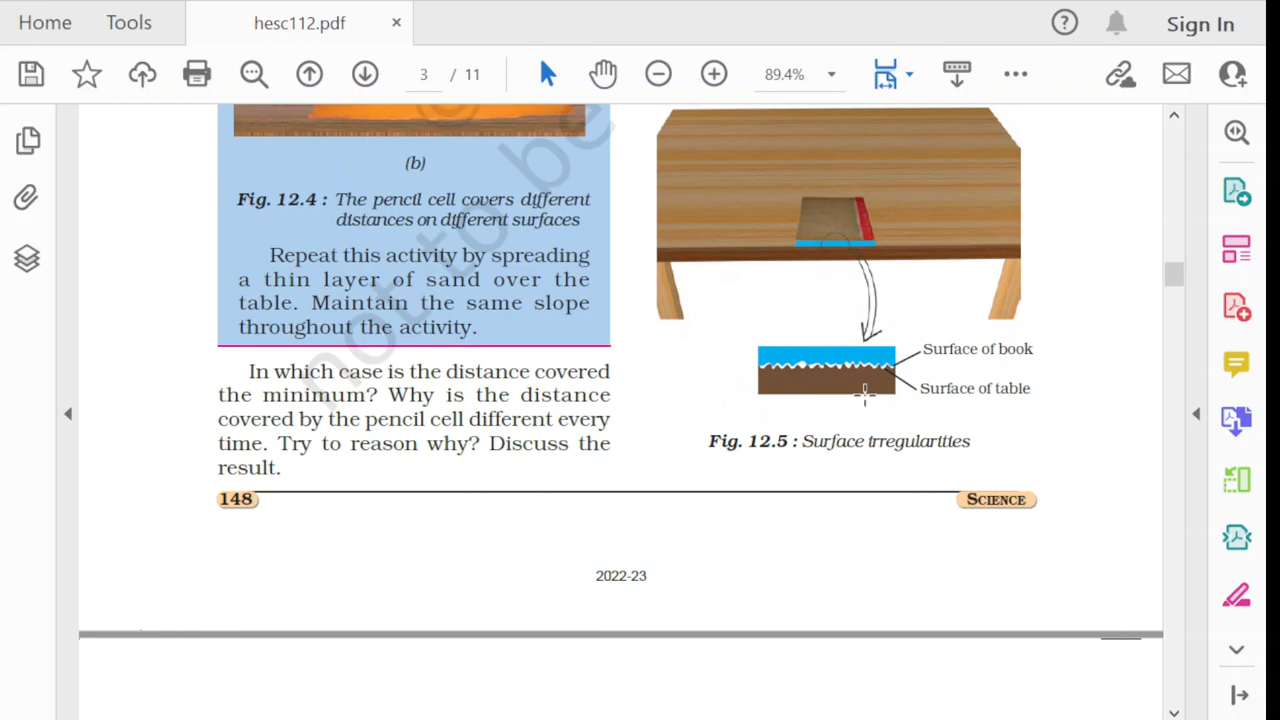 Home
Tools
hesc112.pdf
Sign In
3 / 11
89.4%
(b)
Fig. 12.4 : The pencil cell covers different
distances on different surfaces
Repeat this activity by spreading
a thin layer of sand over the
table. Maintain the same slope
throughout the activity.
In which case is the distance covered
the minimum? Why is the distance
covered by the pencil cell different every
time. Try to reason why? Discuss the
result.
Surface of book
Surface of table
Fig. 12.5 : Surface irregularities
148
SCIENCE
2022-23
not to be
©